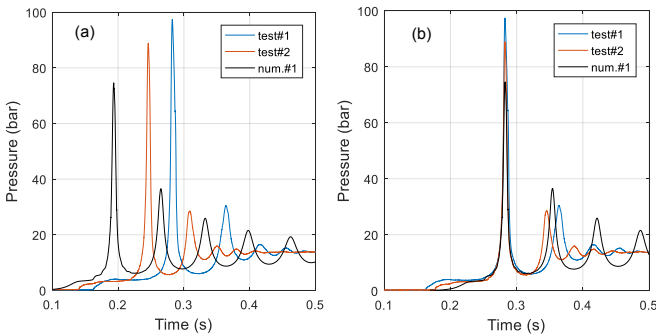 (a)
test#1
test#2
num.#1
100
80
60
40
20
0
Pressure (bar)
0.1 0.2 0.3 0.4 0.5
Time (s)
(b)
test#1
test#2
num.#1
100
80
60
40
20
0
Pressure (bar)
0.1 0.2 0.3 0.4 0.5
Time (s)